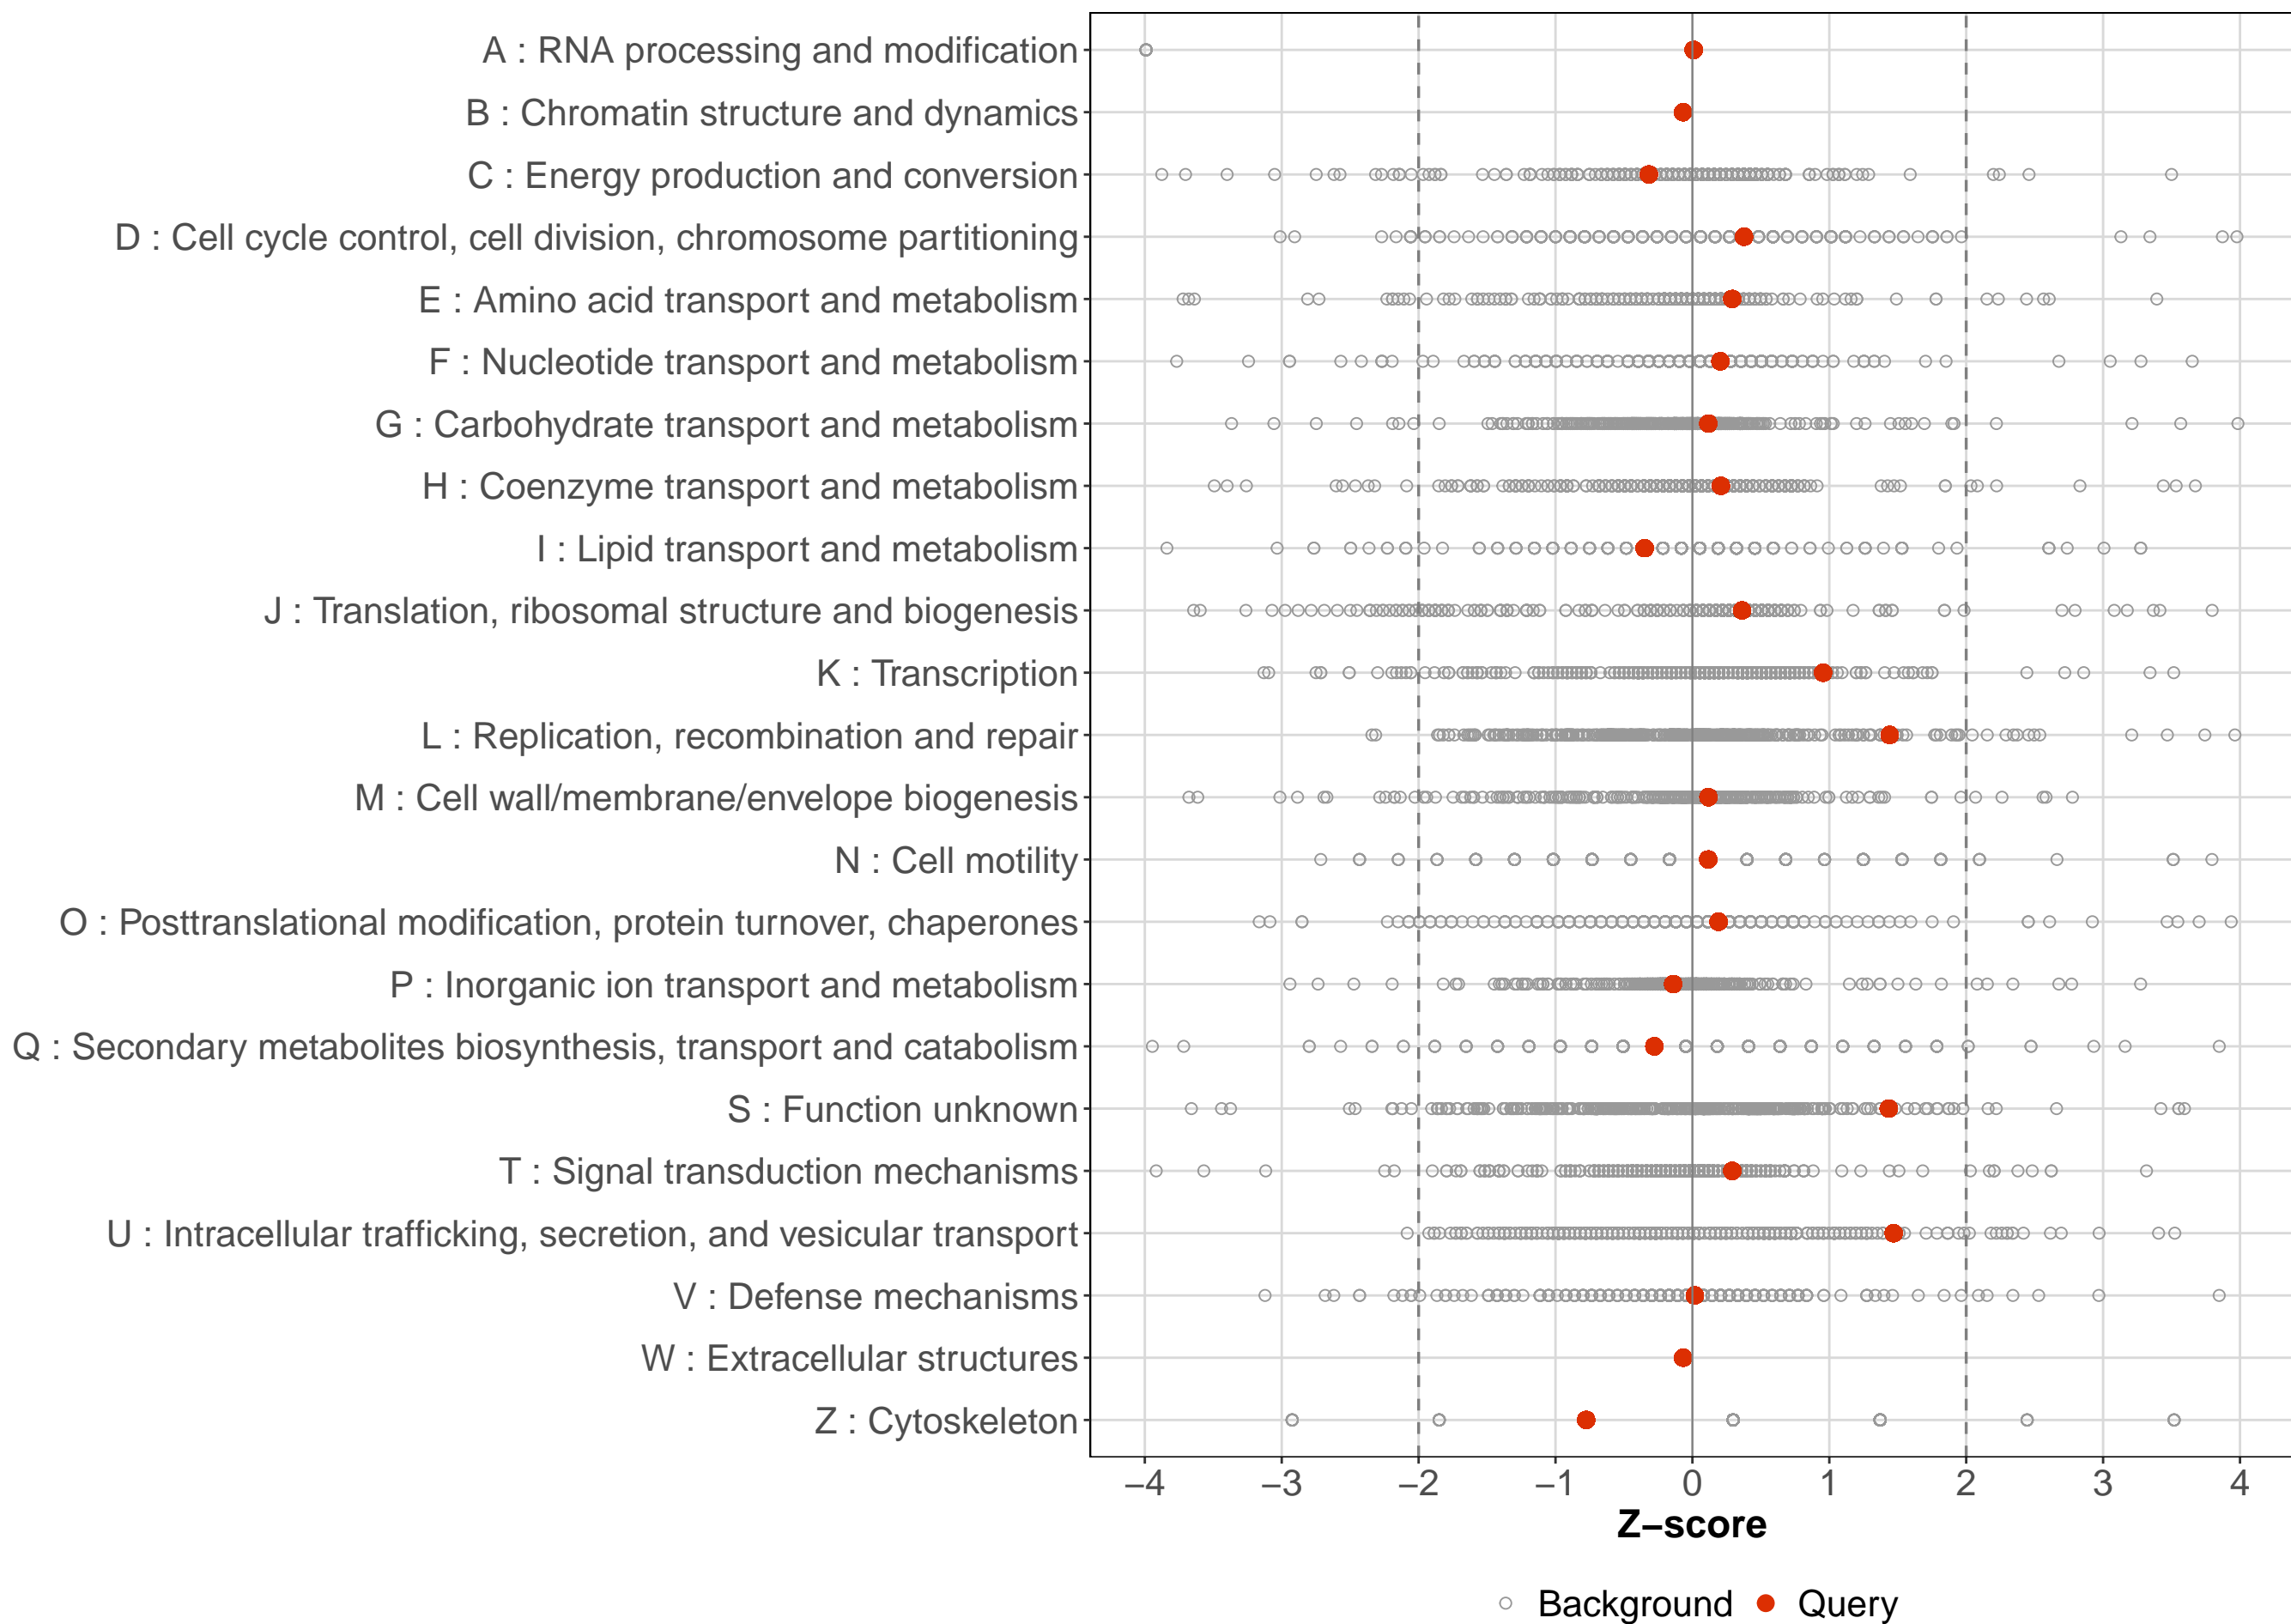 A : RNA processing and modification
B : Chromatin structure and dynamics
C : Energy production and conversion
D : Cell cycle control, cell division, chromosome partitioning
E : Amino acid transport and metabolism
F : Nucleotide transport and metabolism
G : Carbohydrate transport and metabolism
H : Coenzyme transport and metabolism
I : Lipid transport and metabolism
J : Translation, ribosomal structure and biogenesis
K : Transcription
L : Replication, recombination and repair
M : Cell wall/membrane/envelope biogenesis
N : Cell motility
O : Posttranslational modification, protein turnover, chaperones
P : Inorganic ion transport and metabolism
Q : Secondary metabolites biosynthesis, transport and catabolism
S : Function unknown
T : Signal transduction mechanisms
U : Intracellular trafficking, secretion, and vesicular transport
V : Defense mechanisms
W : Extracellular structures
Z : Cytoskeleton
−4 −3 −2 −1 0 1 2 3 4
Z−score
Background Query